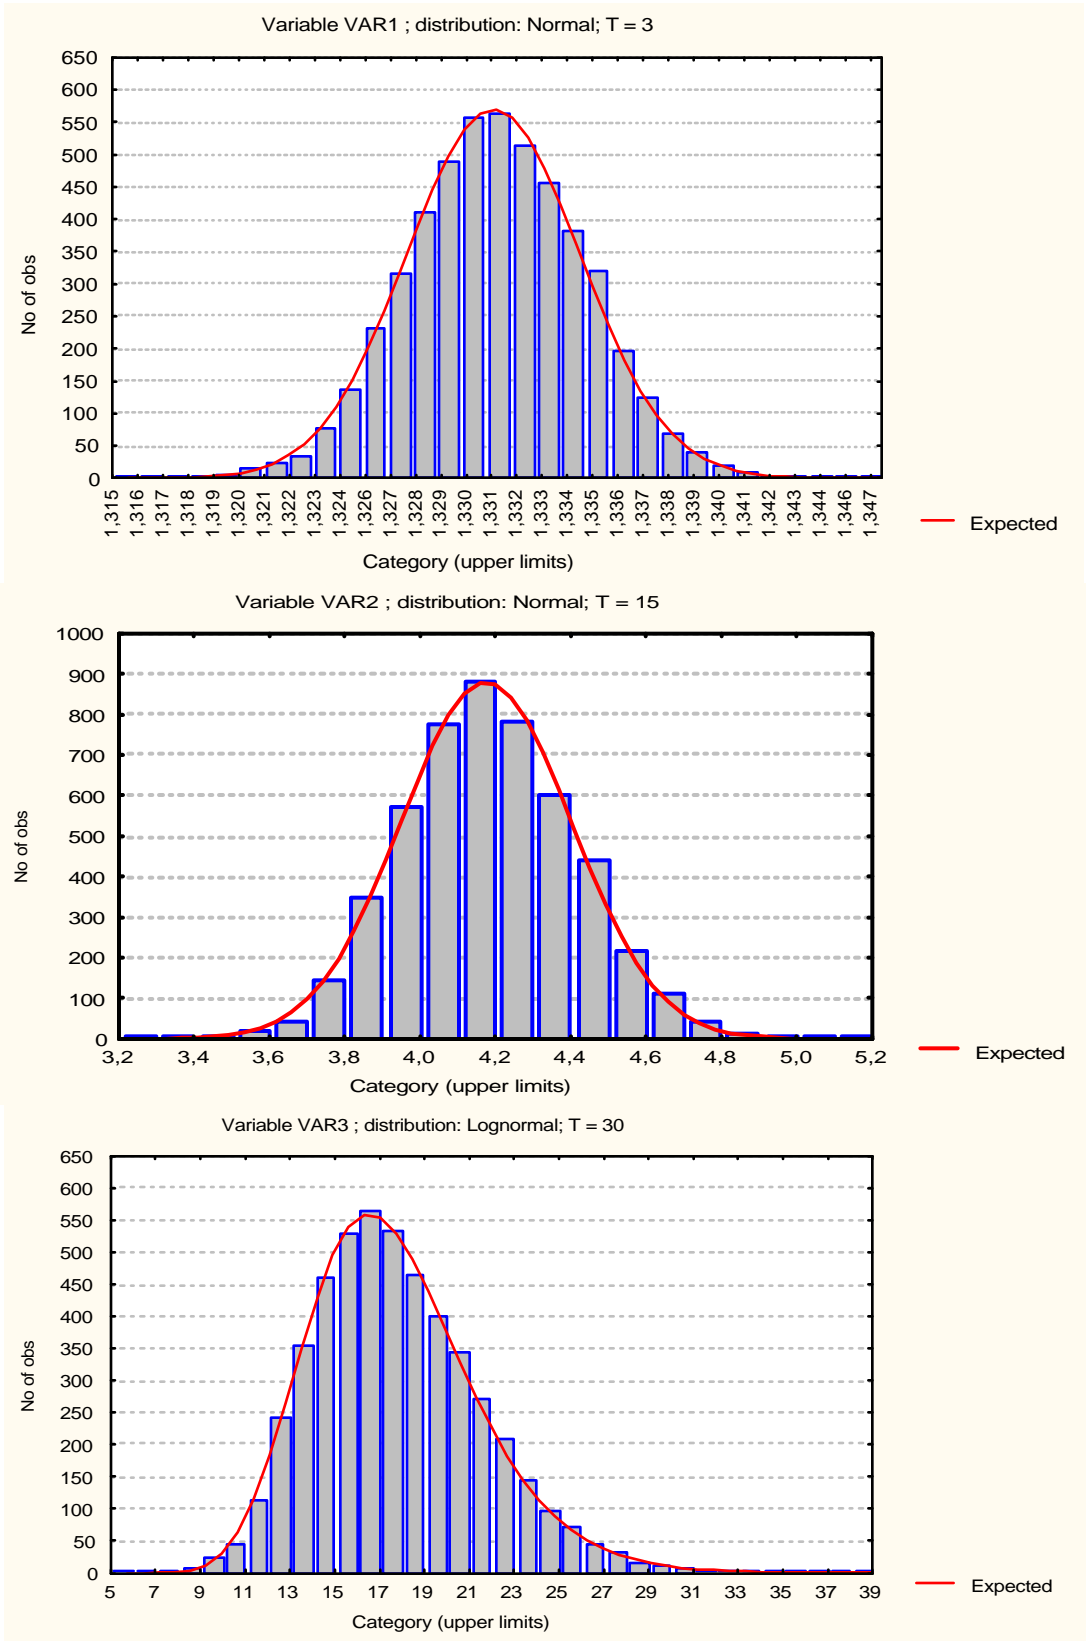 Variable VAR1 ; distribution: Normal; T = 3
650
600
550
500
450
400
350
300
250
200
150
100
50
0
No of obs
1,315 1,316 1,317 1,318 1,319 1,320 1,321 1,322 1,323 1,324 1,326 1,327 1,328 1,329 1,330 1,331 1,332 1,333 1,334 1,335 1,336 1,337 1,338 1,339 1,340 1,341 1,342 1,343 1,344 1,346 1,347
Expected
Category (upper limits)
Variable VAR2 ; distribution: Normal; T = 15
1000
900
800
700
600
500
400
300
200
100
0
No of obs
3,2 3,4 3,6 3,8 4,0 4,2 4,4 4,6 4,8 5,0 5,2
Expected
Category (upper limits)
Variable VAR3 ; distribution: Lognormal; T = 30
650
600
550
500
450
400
350
300
250
200
150
100
50
0
No of obs
5 7 9 11 13 15 17 19 21 23 25 27 29 31 33 35 37 39
Expected
Category (upper limits)